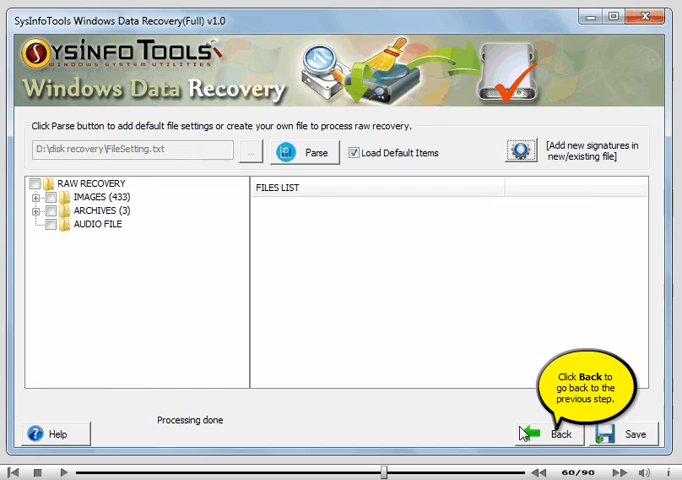 SysInfoTools Windows Data Recovery(Full) v1.0
SYSINFOTOOLS
WINDOWS SYSTEM UTILITIES
Windows Data Recovery
Click Parse button to add default file settings or create your own file to process raw recovery.
D:\disk recovery\FileSetting.txt
...
Parse
Load Default Items
[Add new signatures in
new/existing file]
RAW RECOVERY
IMAGES (433)
ARCHIVES (3)
AUDIO FILE
FILES LIST
Click Back to
go back to the
previous step.
Processing done
Help
Back
Save
60/90
i